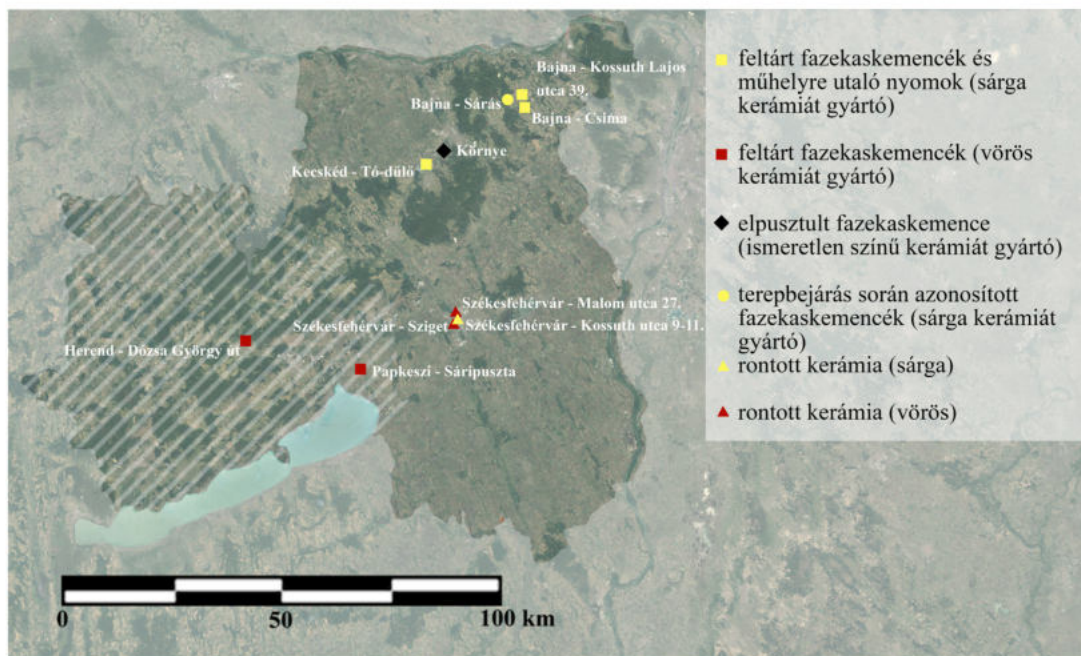 Bajna - Kossuth Lajos
utca 39.
Bajna - Sárás
Bajna - Csima
Környe
Kecskéd - Tó-dűlő
Székesfehérvár - Malom utca 27.
Székesfehérvár - Sziget
Székesfehérvár - Kossuth utca 9-11.
Herend - Dózsa György út
Papkeszi - Sáripuszta
feltárt fazekaskemencék és
műhelyre utaló nyomok (sárga
kerámiát gyártó)
feltárt fazekaskemencék (vörös
kerámiát gyártó)
elpusztult fazekaskemence
(ismeretlen színű kerámiát gyártó)
terepbejárás során azonosított
fazekaskemencék (sárga kerámiát
gyártó)
rontott kerámia (sárga)
rontott kerámia (vörös)
0
50
100 km